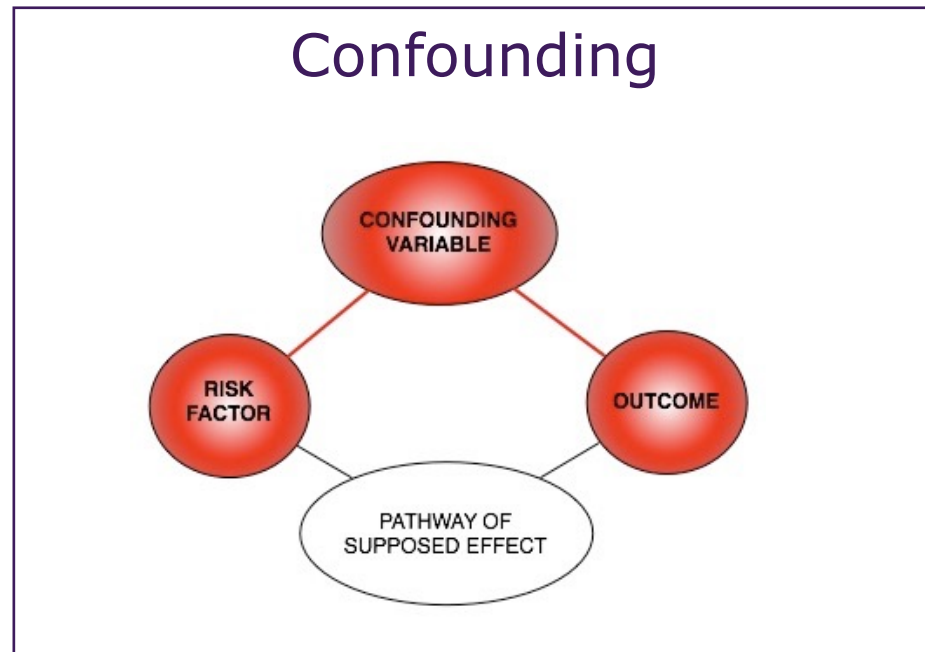 Confounding
CONFOUNDING
VARIABLE
RISK
FACTOR
OUTCOME
PATHWAY OF
SUPPOSED EFFECT